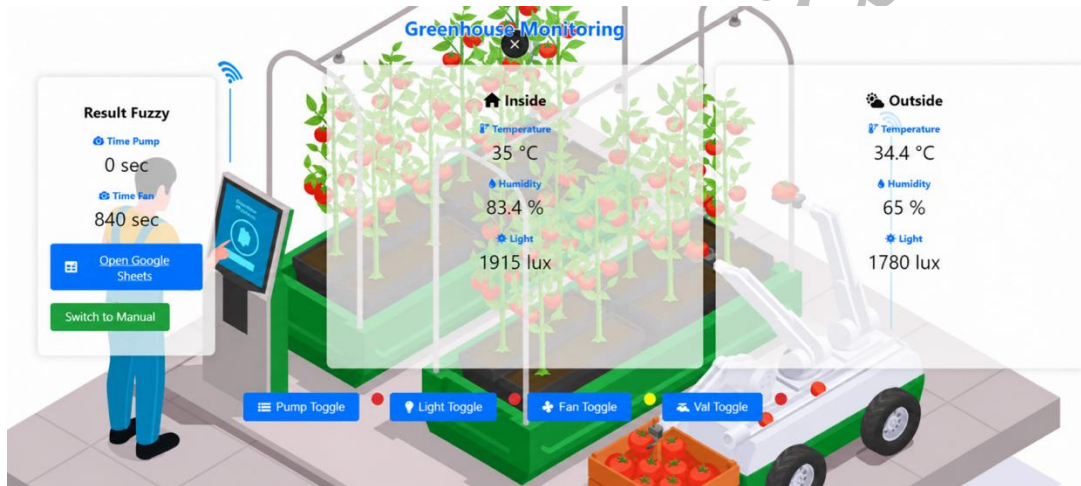 Greenhouse Monitoring
Result Fuzzy
Time Pump
0 sec
Time Fan
840 sec
Open Google
Sheets
Switch to Manual
Inside
Temperature
35 °C
Humidity
83.4 %
Light
1915 lux
Outside
Temperature
34.4 °C
Humidity
65 %
Light
1780 lux
Pump Toggle
Light Toggle
Fan Toggle
Val Toggle